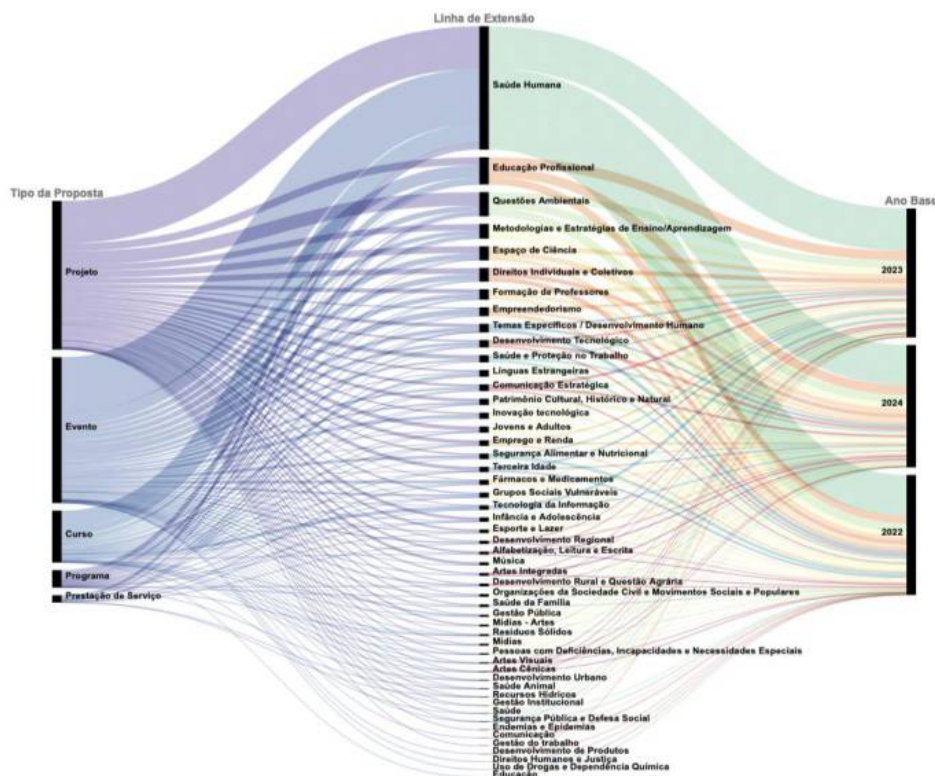 Linha de Extensão
Saúde Humana
Educação Profissional
Tipo da Proposta
Ano Base
Questões Ambientais
Metodologias e Estratégias de Ensino/Aprendizagem
Espaço de Ciência
2023
Projeto
Direitos Individuais e Coletivos
Formação de Professores
Empreendedorismo
Temas Específicos / Desenvolvimento Humano
Desenvolvimento Tecnológico
Saúde e Proteção no Trabalho
Línguas Estrangeiras
Comunicação Estratégica
Patrimônio Cultural, Histórico e Natural
2024
Inovação tecnológica
Evento
Jovens e Adultos
Emprego e Renda
Segurança Alimentar e Nutricional
Terceira Idade
Fármacos e Medicamentos
Grupos Sociais Vulneráveis
Tecnologia da Informação
Infância e Adolescência
Esporte e Lazer
2022
Curso
Desenvolvimento Regional
Alfabetização, Leitura e Escrita
Música
Artes Integradas
Programa
Desenvolvimento Rural e Questão Agrária
Organizações da Sociedade Civil e Movimentos Sociais e Populares
Prestação de Serviço
Saúde da Família
Gestão Pública
Mídias - Artes
Resíduos Sólidos
Mídias
Pessoas com Deficiências, Incapacidades e Necessidades Especiais
Artes Visuais
Artes Cênicas
Desenvolvimento Urbano
Saúde Animal
Recursos Hídricos
Gestão Institucional
Saúde
Segurança Pública e Defesa Social
Endemias e Epidemias
Comunicação
Gestão do trabalho
Desenvolvimento de Produtos
Direitos Humanos e Justiça
Uso de Drogas e Dependência Química
Educação